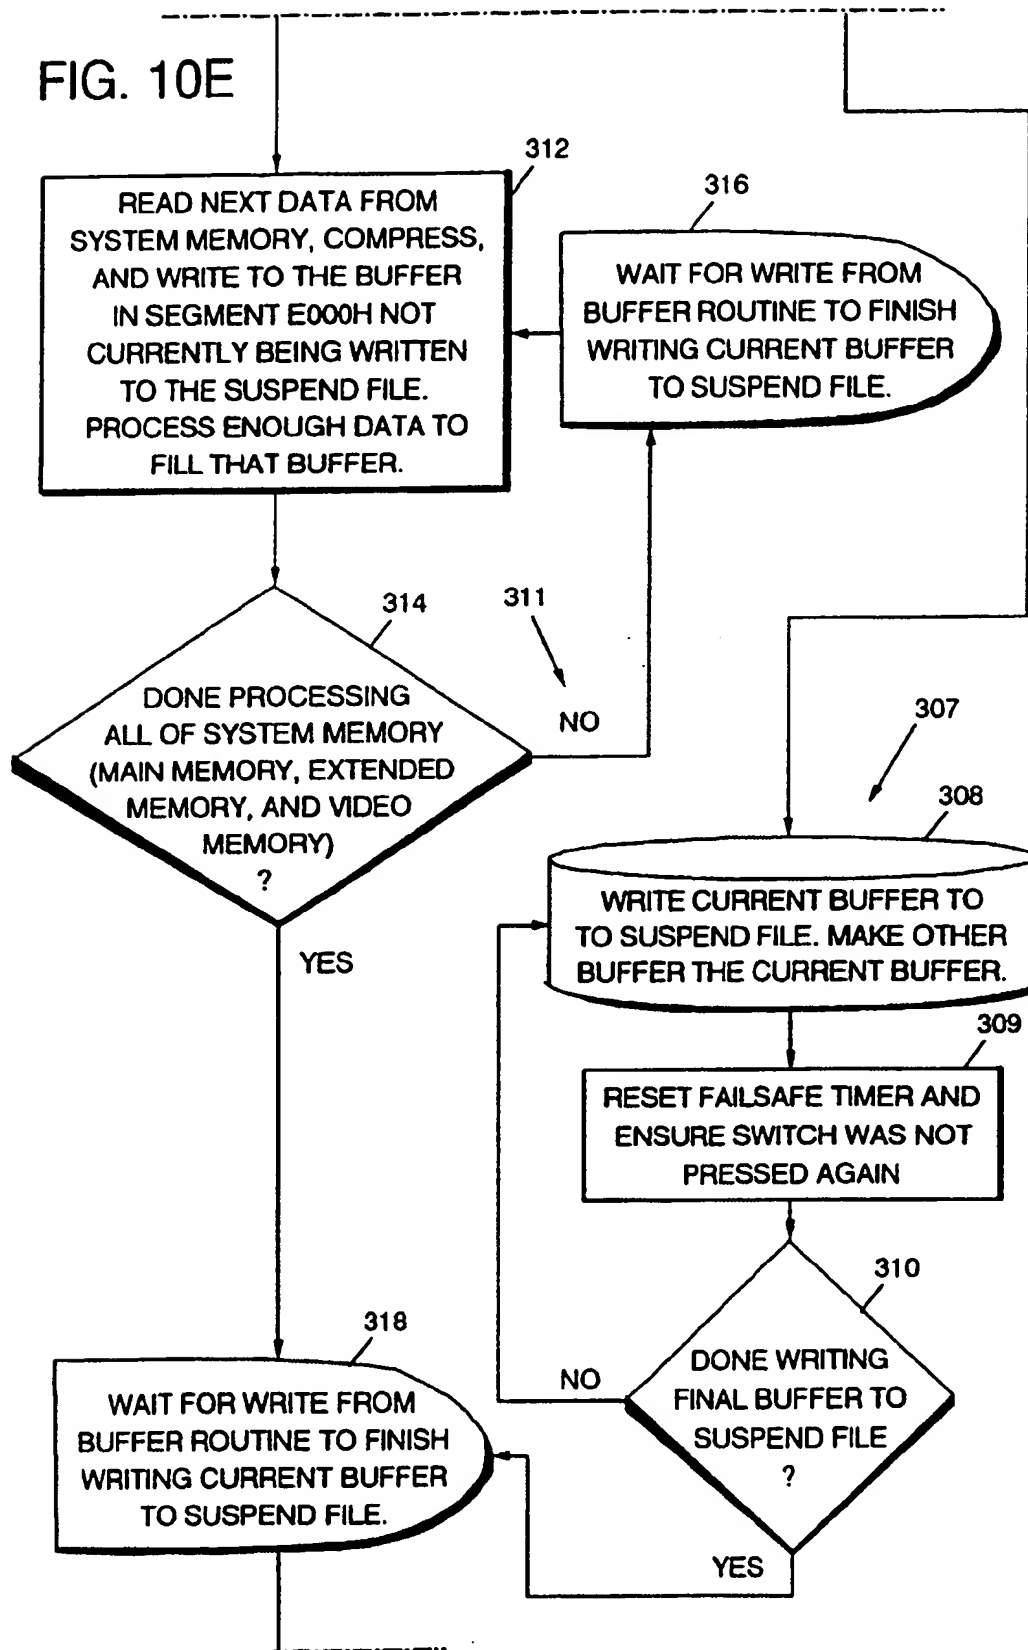 FIG. 10E
312
READ NEXT DATA FROM
SYSTEM MEMORY, COMPRESS,
AND WRITE TO THE BUFFER
IN SEGMENT E000H NOT
CURRENTLY BEING WRITTEN
TO THE SUSPEND FILE.
PROCESS ENOUGH DATA TO
FILL THAT BUFFER.
316
WAIT FOR WRITE FROM
BUFFER ROUTINE TO FINISH
WRITING CURRENT BUFFER
TO SUSPEND FILE.
314
DONE PROCESSING
ALL OF SYSTEM MEMORY
(MAIN MEMORY, EXTENDED
MEMORY, AND VIDEO
MEMORY)
?
311
NO
YES
307
308
WRITE CURRENT BUFFER TO
TO SUSPEND FILE. MAKE OTHER
BUFFER THE CURRENT BUFFER.
309
RESET FAILSAFE TIMER AND
ENSURE SWITCH WAS NOT
PRESSED AGAIN
310
DONE WRITING
FINAL BUFFER TO
SUSPEND FILE
?
NO
YES
318
WAIT FOR WRITE FROM
BUFFER ROUTINE TO FINISH
WRITING CURRENT BUFFER
TO SUSPEND FILE.